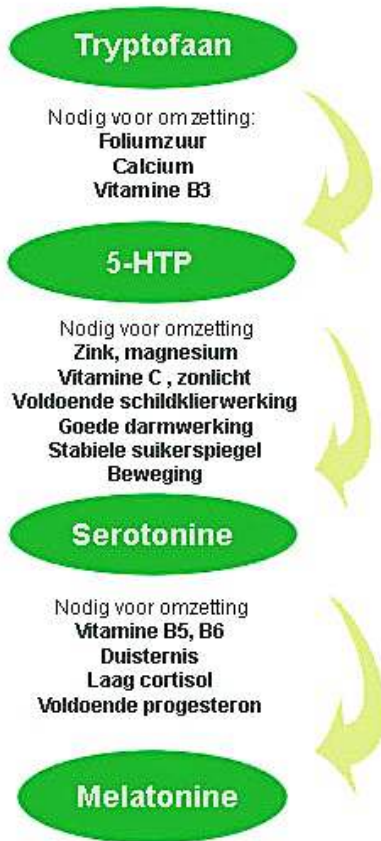 Tryptofaan
Nodig voor omzetting:
Foliumzuur
Calcium
Vitamine B3
5-HTP
Nodig voor omzetting
Zink, magnesium
Vitamine C , zonlicht
Voldoende schildklierwerking
Goede darmwerking
Stabiele suikerspiegel
Beweging
Serotonine
Nodig voor omzetting
Vitamine B5, B6
Duisternis
Laag cortisol
Voldoende progesteron
Melatonine